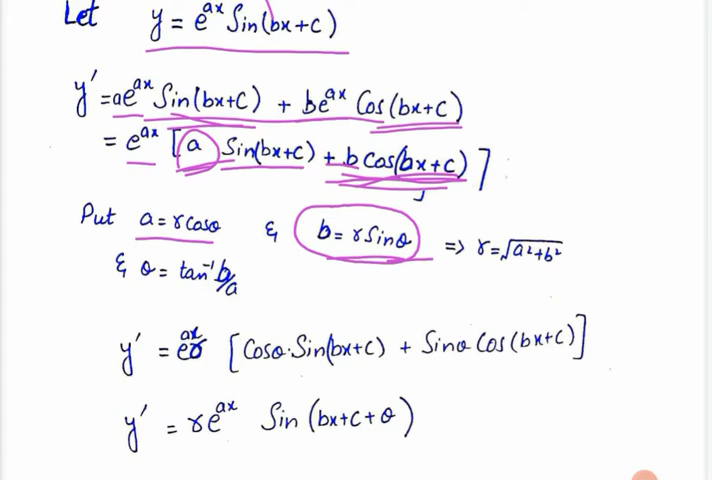 Let y = e^{ax} Sin(bx+c)
y' = ae^{ax} Sin(bx+c) + be^{ax} Cos(bx+c)
= e^{ax} [a Sin(bx+c) + b Cos(bx+c)]
Put a = r cosθ & b = r Sinθ => r = √a²+b²
& θ = tan⁻¹ b/a
y' = e^{ax} r [Cosθ·Sin(bx+c) + Sinθ Cos(bx+c)]
y' = re^{ax} Sin(bx+c+θ)